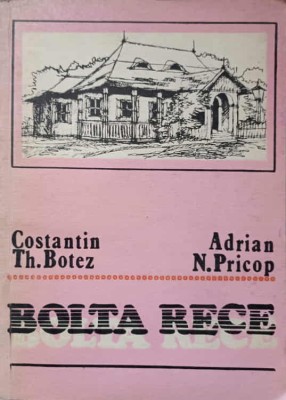 Costantin
Th. Botez
Adrian
N. Pricop
BOLTA RECE